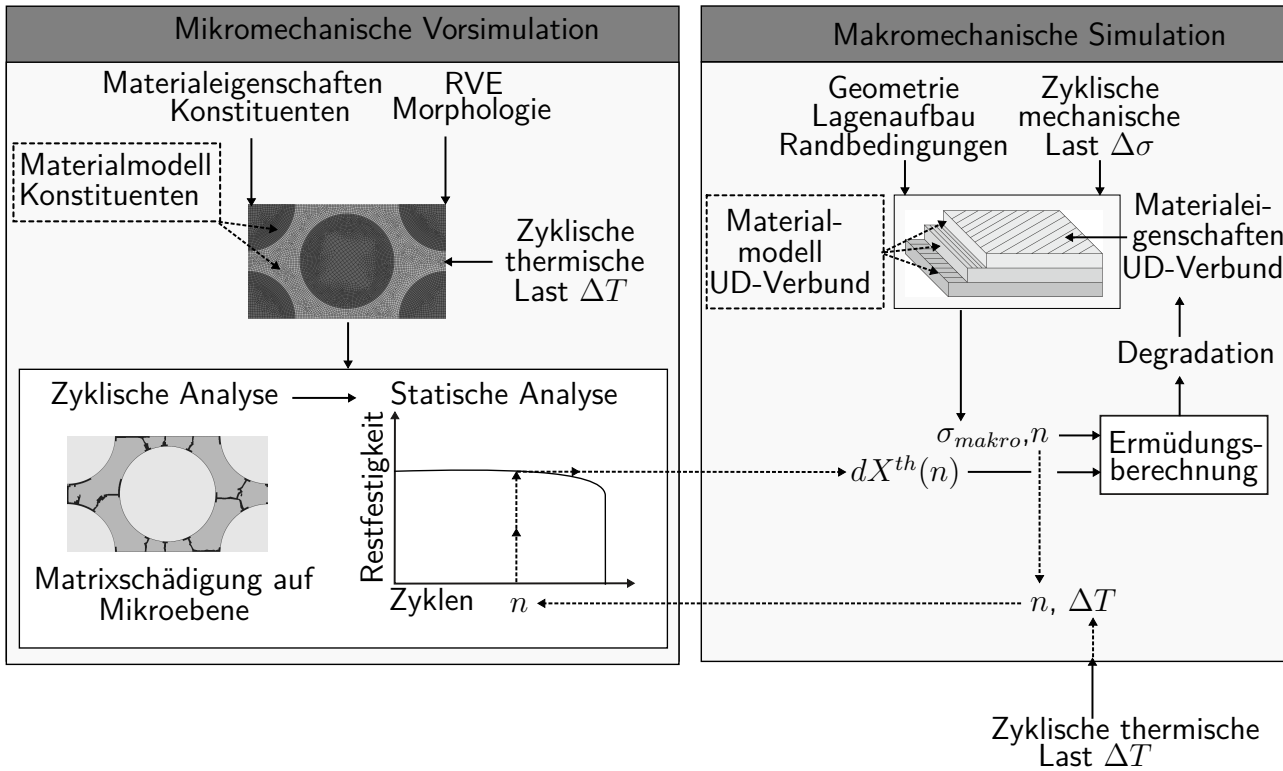 Mikromechanische Vorsimulation
Materialeigenschaften
Konstituenten
RVE
Morphologie
Materialmodell
Konstituenten
Zyklische
thermische
Last ΔT
Zyklische Analyse
Statische Analyse
Restfestigkeit
Zyklen
n
Matrixschädigung auf
Mikroebene
Makromechanische Simulation
Geometrie
Lagenaufbau
Randbedingungen
Zyklische
mechanische
Last Δσ
Material-
modell
UD-Verbund
Materialei-
genschaften
UD-Verbund
Degradation
σ_{makro},n
dX^{th}(n)
Ermüdungs-
berechnung
n, ΔT
Zyklische thermische
Last ΔT